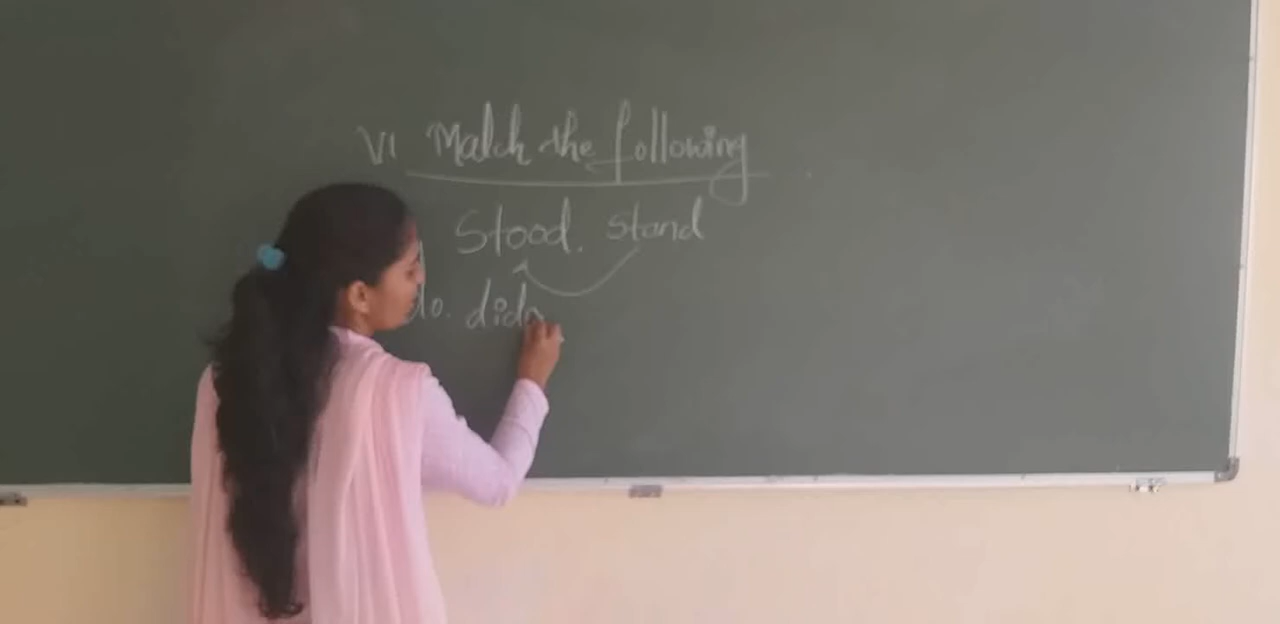 VI Match the following
Stood. stand
do. did